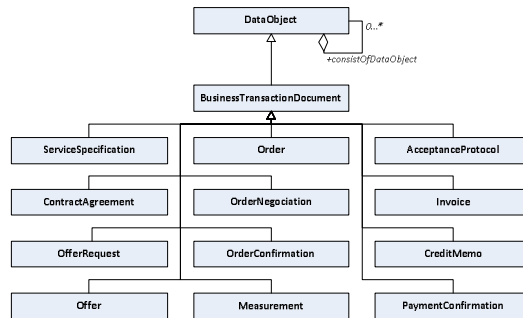 DataObject
0...*
+consistOfDataObject
BusinessTransactionDocument
ServiceSpecification
Order
AcceptanceProtocol
ContractAgreement
OrderNegociation
Invoice
OfferRequest
OrderConfirmation
CreditMemo
Offer
Measurement
PaymentConfirmation